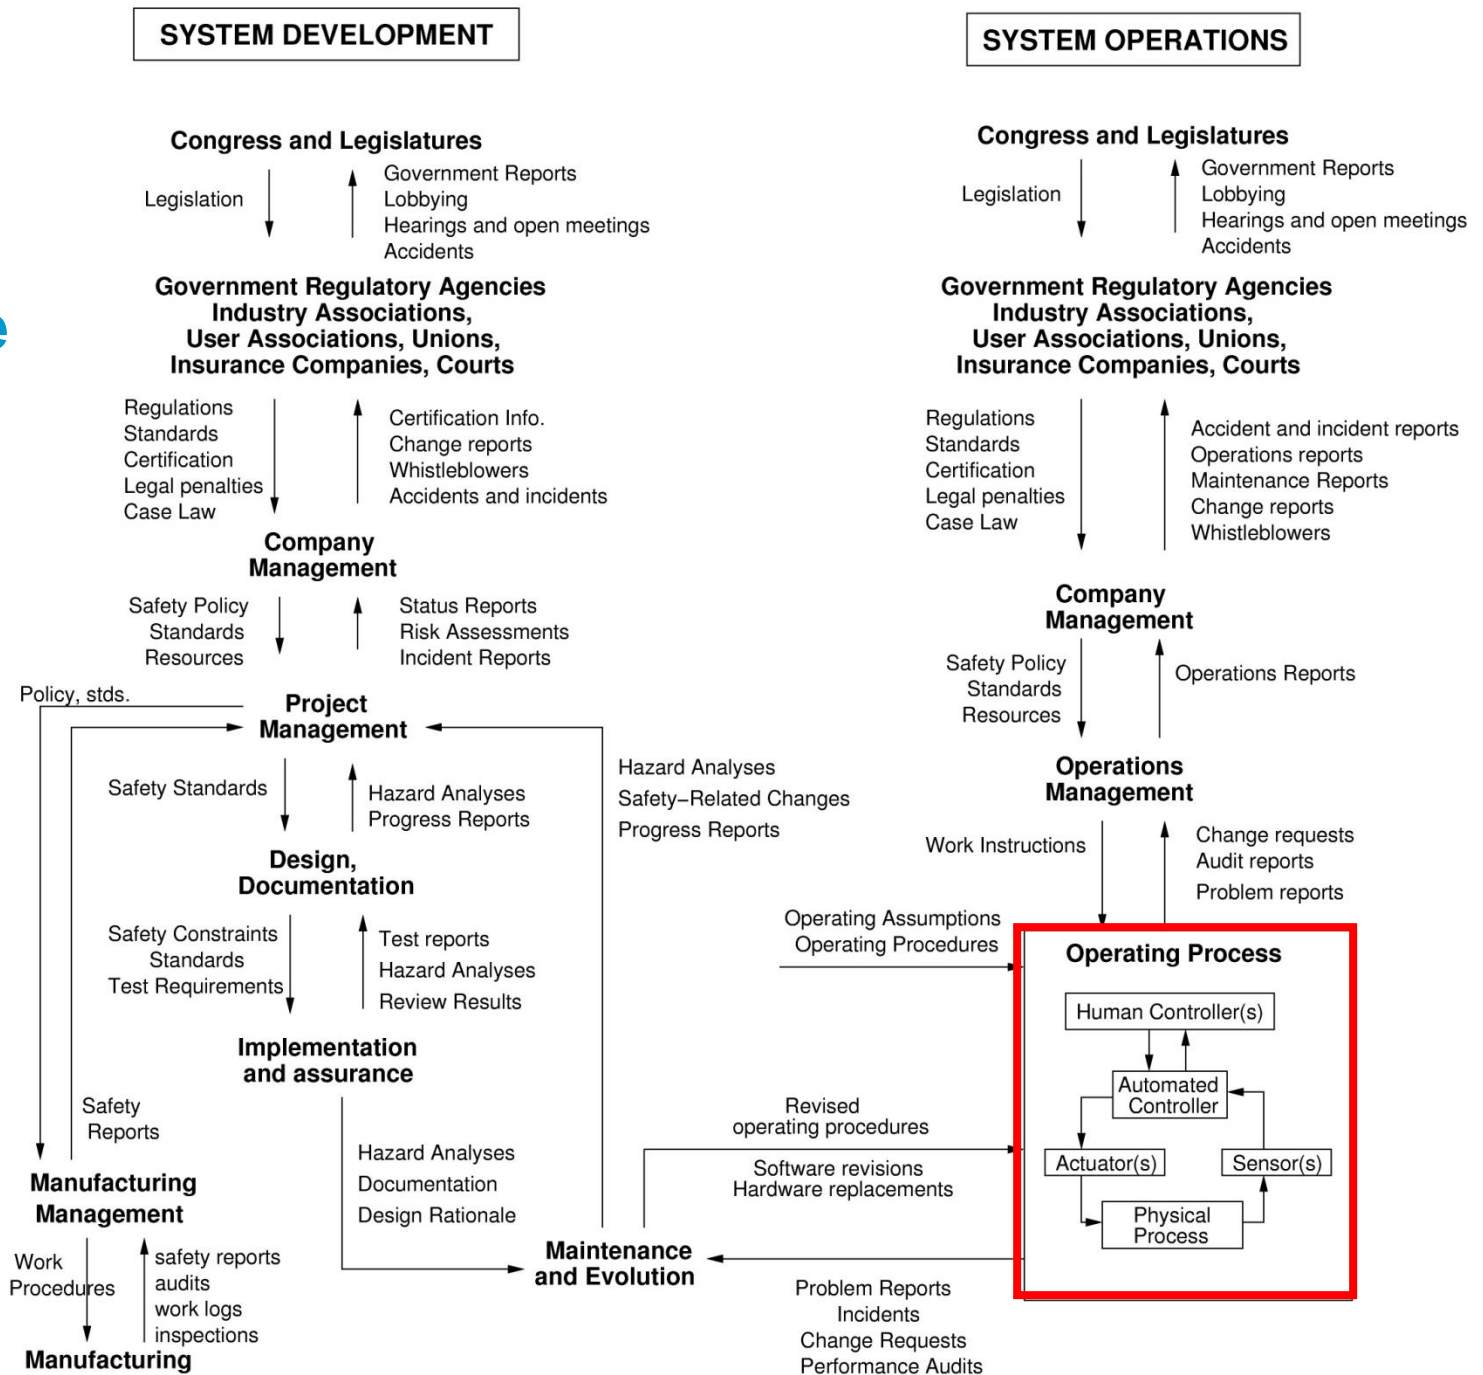 SYSTEM DEVELOPMENT
Congress and Legislatures
Legislation
Government Reports
Lobbying
Hearings and open meetings
Accidents
Government Regulatory Agencies
Industry Associations,
User Associations, Unions,
Insurance Companies, Courts
Regulations
Standards
Certification
Legal penalties
Case Law
Certification Info.
Change reports
Whistleblowers
Accidents and incidents
Company
Management
Safety Policy
Standards
Resources
Status Reports
Risk Assessments
Incident Reports
Policy, stds.
Project
Management
Safety Standards
Hazard Analyses
Progress Reports
Hazard Analyses
Safety−Related Changes
Progress Reports
Design,
Documentation
Safety Constraints
Standards
Test Requirements
Test reports
Hazard Analyses
Review Results
Implementation
and assurance
Safety
Reports
Hazard Analyses
Documentation
Design Rationale
Manufacturing
Management
Work
Procedures
safety reports
audits
work logs
inspections
Manufacturing
Maintenance
and Evolution
SYSTEM OPERATIONS
Congress and Legislatures
Legislation
Government Reports
Lobbying
Hearings and open meetings
Accidents
Government Regulatory Agencies
Industry Associations,
User Associations, Unions,
Insurance Companies, Courts
Regulations
Standards
Certification
Legal penalties
Case Law
Accident and incident reports
Operations reports
Maintenance Reports
Change reports
Whistleblowers
Company
Management
Safety Policy
Standards
Resources
Operations Reports
Operations
Management
Work Instructions
Change requests
Audit reports
Problem reports
Operating Assumptions
Operating Procedures
Operating Process
Human Controller(s)
Automated
Controller
Actuator(s)
Sensor(s)
Physical
Process
Revised
operating procedures
Software revisions
Hardware replacements
Problem Reports
Incidents
Change Requests
Performance Audits